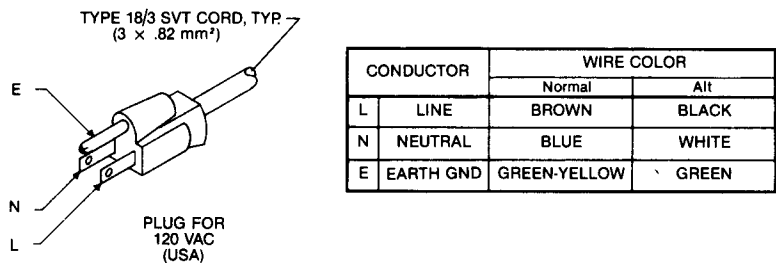 TYPE 18/3 SVT CORD, TYP.
(3 × .82 mm²)
E
N
L
PLUG FOR
120 VAC
(USA)
CONDUCTOR WIRE COLOR
Normal Alt
L LINE BROWN BLACK
N NEUTRAL BLUE WHITE
E EARTH GND GREEN-YELLOW GREEN